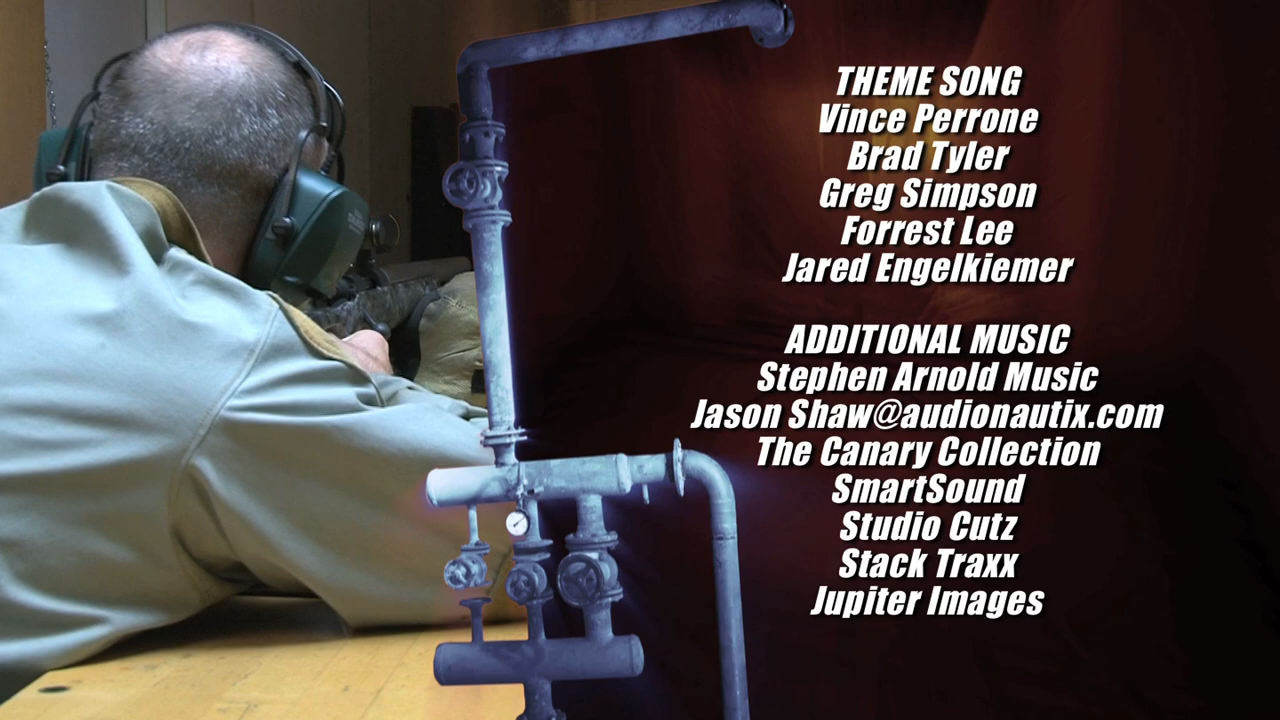 THEME SONG
Vince Perrone
Brad Tyler
Greg Simpson
Forrest Lee
Jared Engelkiemer
ADDITIONAL MUSIC
Stephen Arnold Music
Jason Shaw@audionautix.com
The Canary Collection
SmartSound
Studio Cutz
Stack Traxx
Jupiter Images